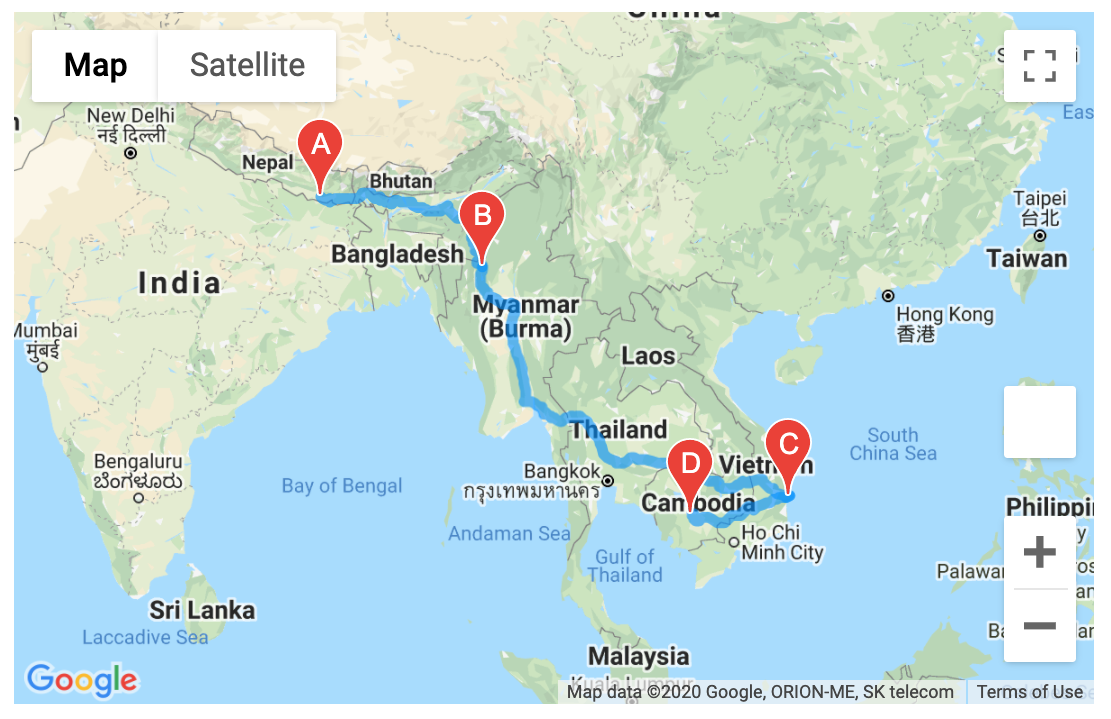 China
Map
Satellite
New Delhi
नई दिल्ली
A
Nepal
Bhutan
B
Bangladesh
India
Taipei
台北
Taiwan
Myanmar
(Burma)
Hong Kong
香港
Mumbai
मुंबई
Laos
Thailand
C
South
China Sea
D
Vietnam
Bengaluru
ಬೆಂಗಳೂರು
Bangkok
กรุงเทพมหานคร
Bay of Bengal
Cambodia
Andaman Sea
Ho Chi
Minh City
Gulf of
Thailand
Sri Lanka
Laccadive Sea
Malaysia
Kuala Lumpur
Google
Map data ©2020 Google, ORION-ME, SK telecom
Terms of Use